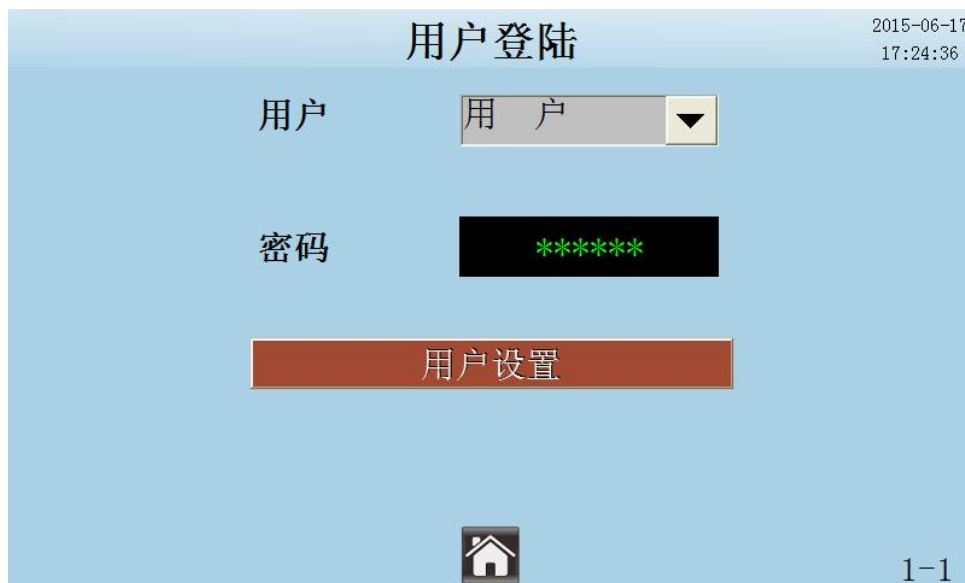 用户登陆
2015-06-17
17:24:36
用户 用 户
密码 ******
用户设置
1-1